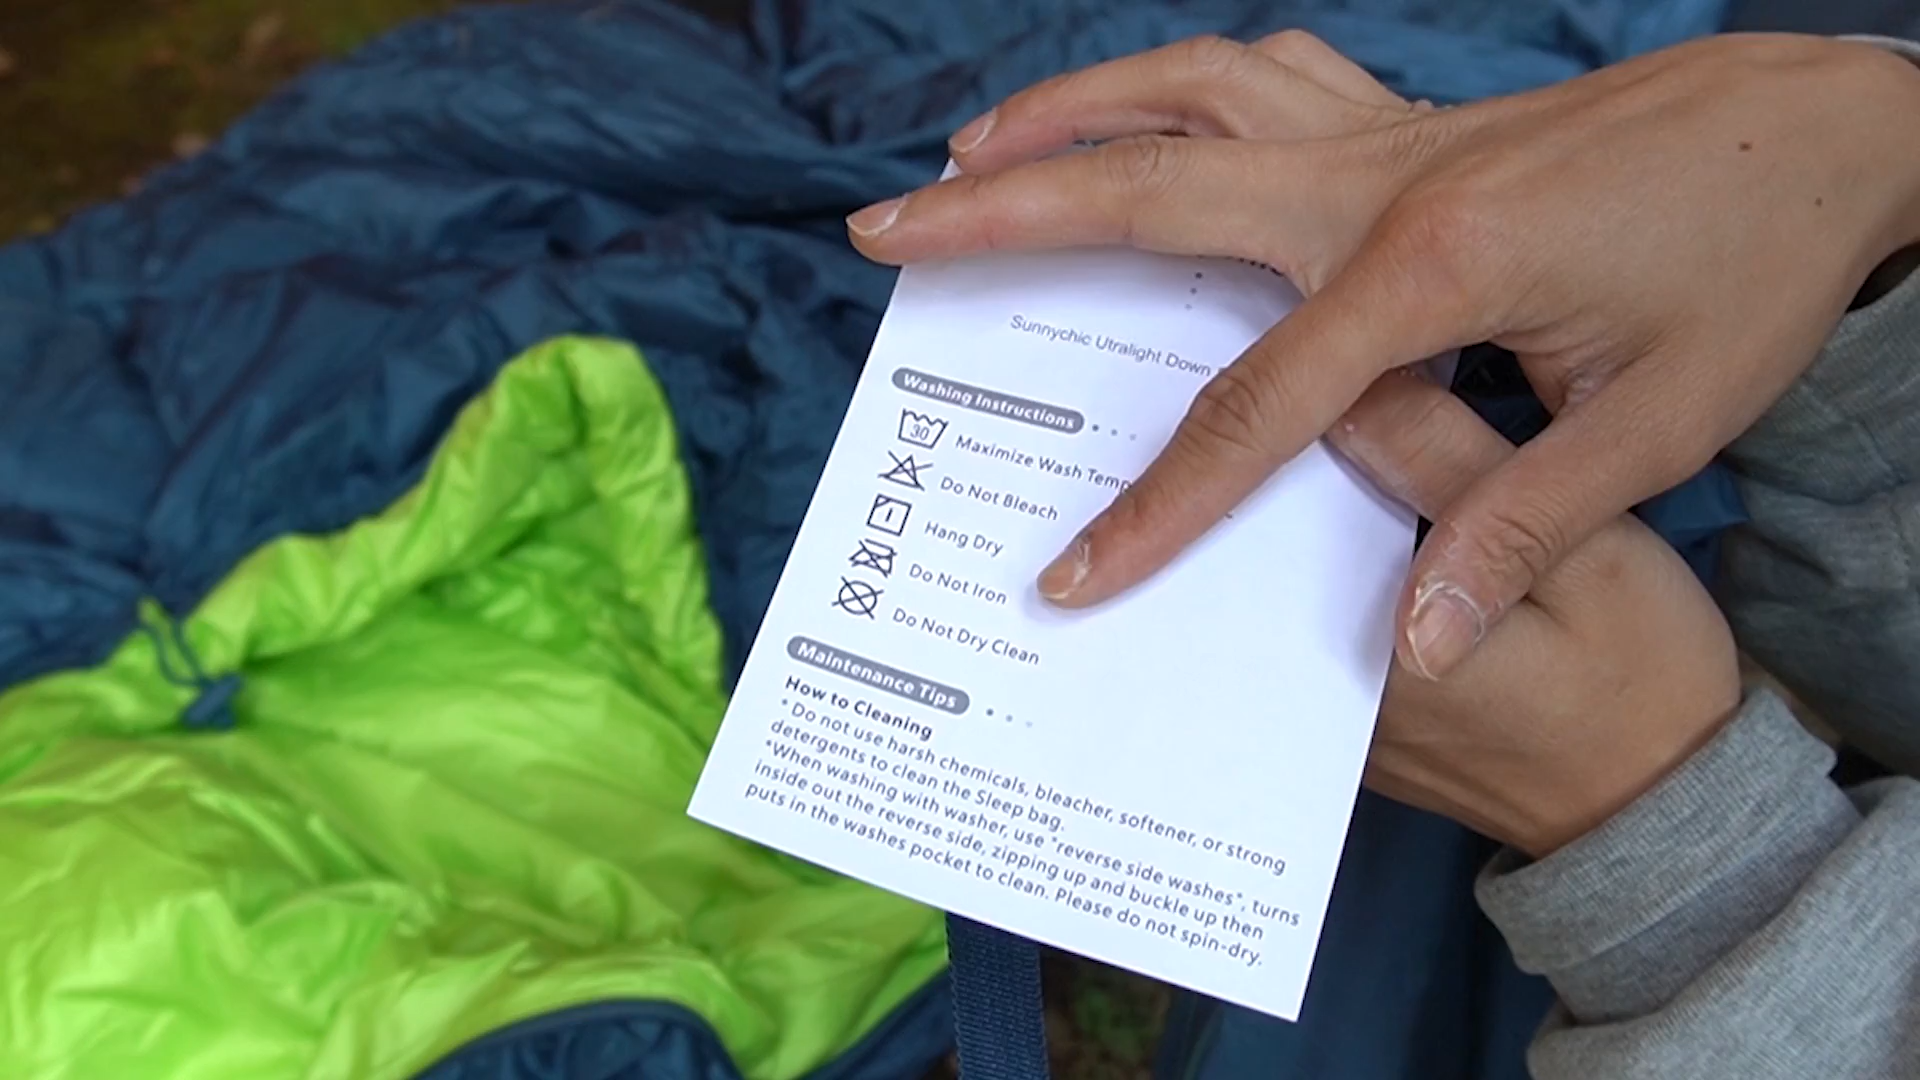 Sunnychic Utralight Down
Washing Instructions
30 Maximize Wash Temp
Do Not Bleach
Hang Dry
Do Not Iron
Do Not Dry Clean
Maintenance Tips
How to Cleaning
* Do not use harsh chemicals, bleacher, softener, or strong
detergents to clean the Sleep bag.
*When washing with washer, use "reverse side washes", turns
inside out the reverse side, zipping up and buckle up then
puts in the washes pocket to clean. Please do not spin-dry.